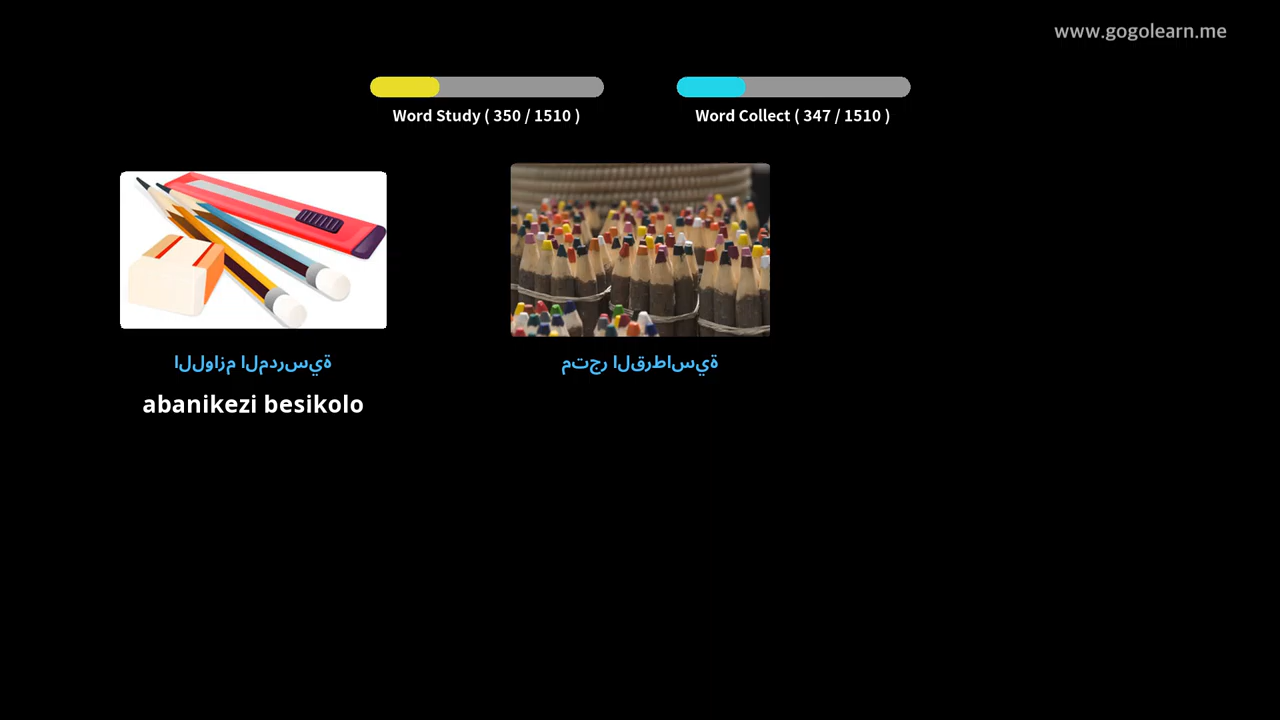 www.gogolearn.me
Word Study ( 350 / 1510 )
Word Collect ( 347 / 1510 )
اللوازم المدرسية
متجر القرطاسية
abanikezi besikolo